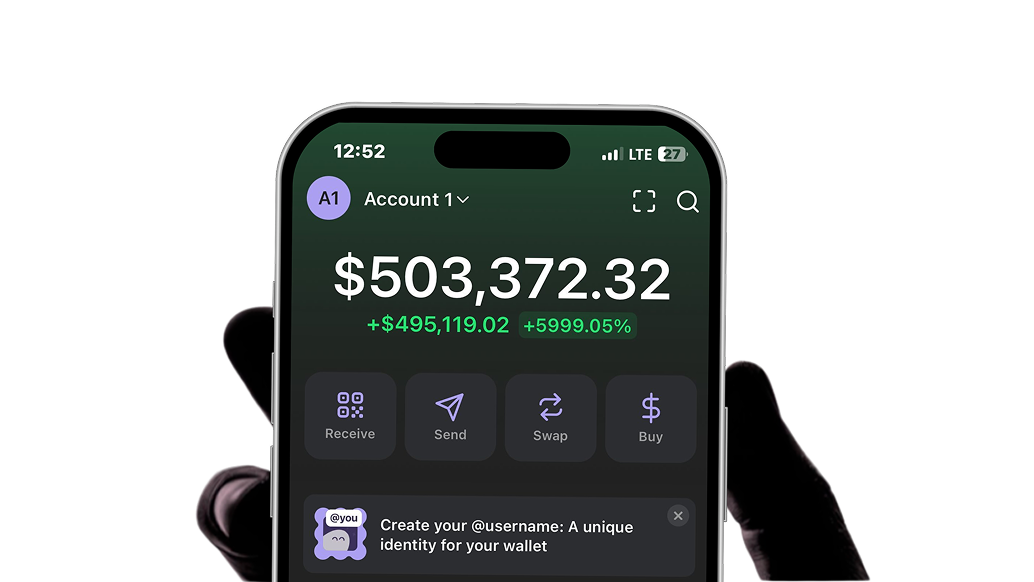 12:52
LTE 27
A1 Account 1
$503,372.32
+$495,119.02 +5999.05%
Receive Send Swap Buy
@you
Create your @username: A unique
identity for your wallet